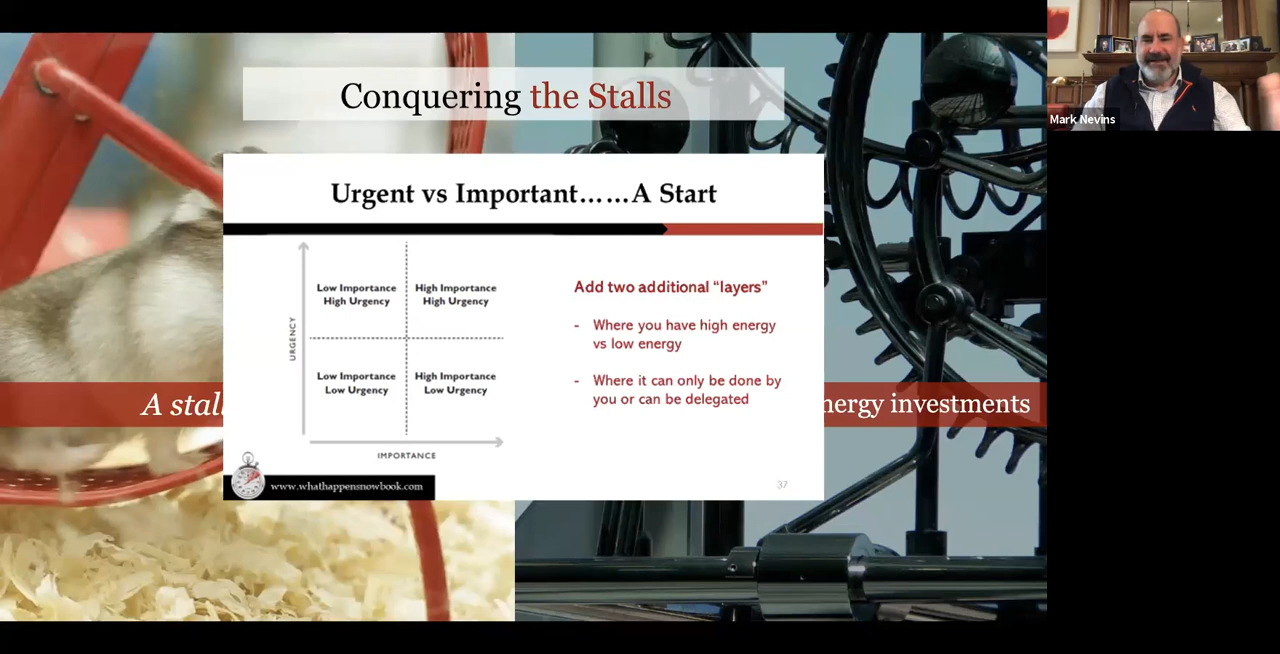 Conquering the Stalls
Mark Nevins
Urgent vs Important……A Start
URGENCY
Low Importance
High Urgency
High Importance
High Urgency
Low Importance
Low Urgency
High Importance
Low Urgency
IMPORTANCE
Add two additional “layers”
- Where you have high energy
vs low energy
- Where it can only be done by
you or can be delegated
A stall
nergy investments
www.whathappensnowbook.com
37